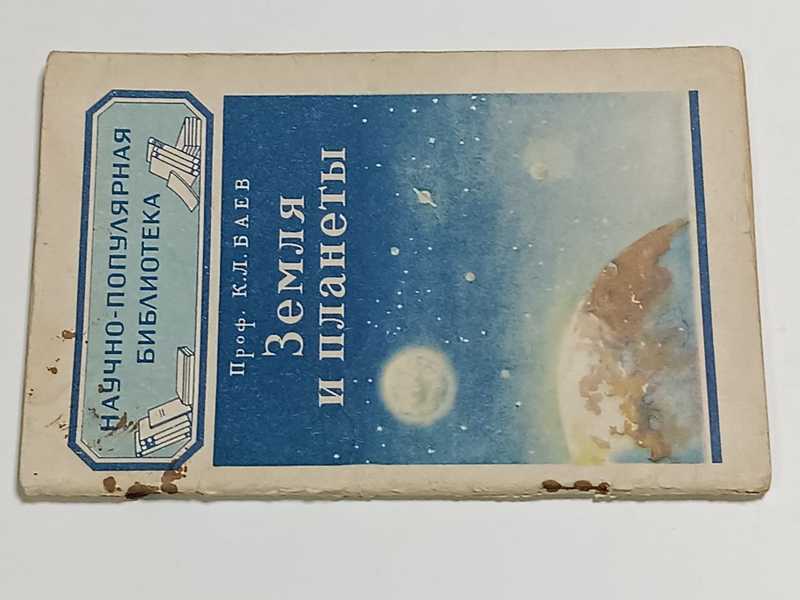 НАУЧНО-ПОПУЛЯРНАЯ
БИБЛИОТЕКА
Проф. К.Л.БАЕВ
Земля
и планеты